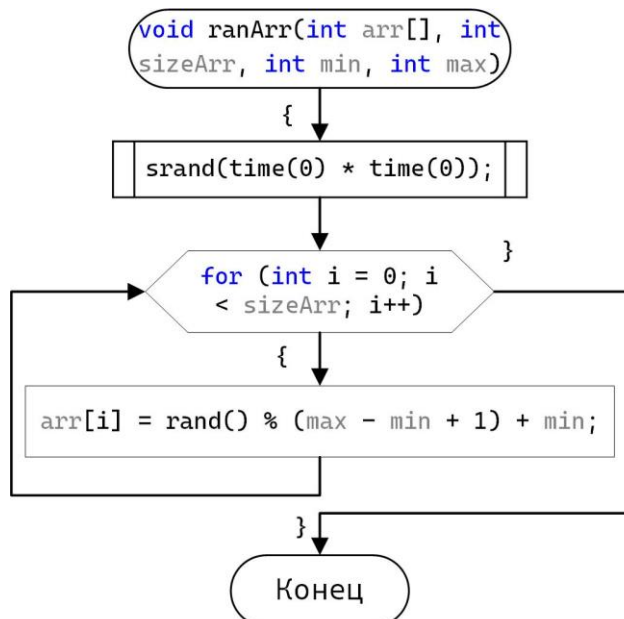 void ranArr(int arr[], int
sizeArr, int min, int max)
{
srand(time(0) * time(0));
}
for (int i = 0; i
< sizeArr; i++)
{
arr[i] = rand() % (max - min + 1) + min;
}
Конец